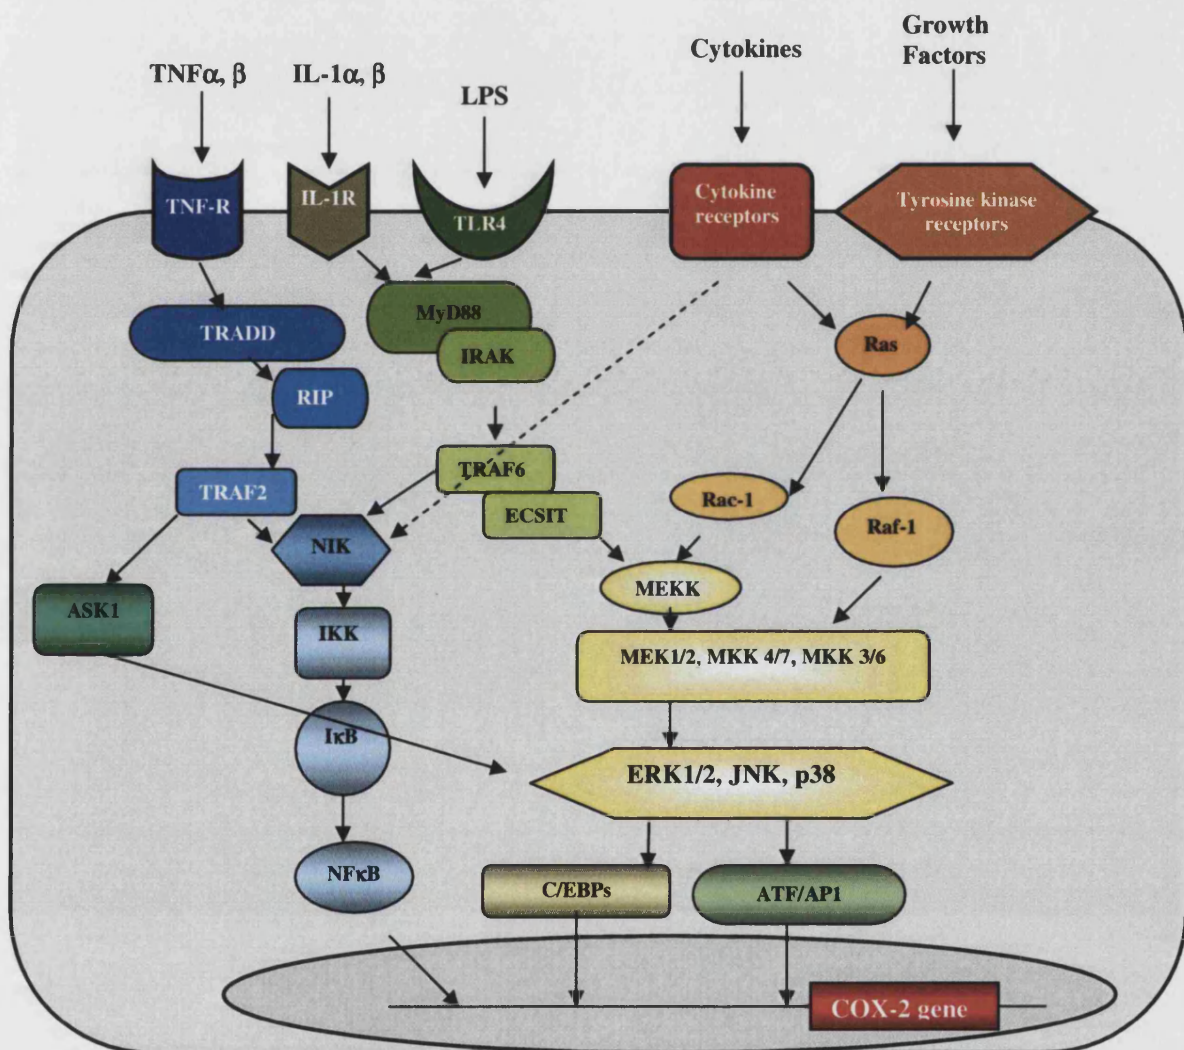 Growth
Factors
Cytokines
TNFα, β
IL-1α, β
LPS
TNF-R
IL-1R
TLR4
Cytokine
receptors
Tyrosine kinase
receptors
MyD88
IRAK
TRADD
RIP
Ras
TRAF2
TRAF6
ECSIT
Rac-1
Raf-1
NIK
MEKK
ASK1
IKK
MEK1/2, MKK 4/7, MKK 3/6
IκB
ERK1/2, JNK, p38
NFκB
C/EBPs
ATF/AP1
COX-2 gene